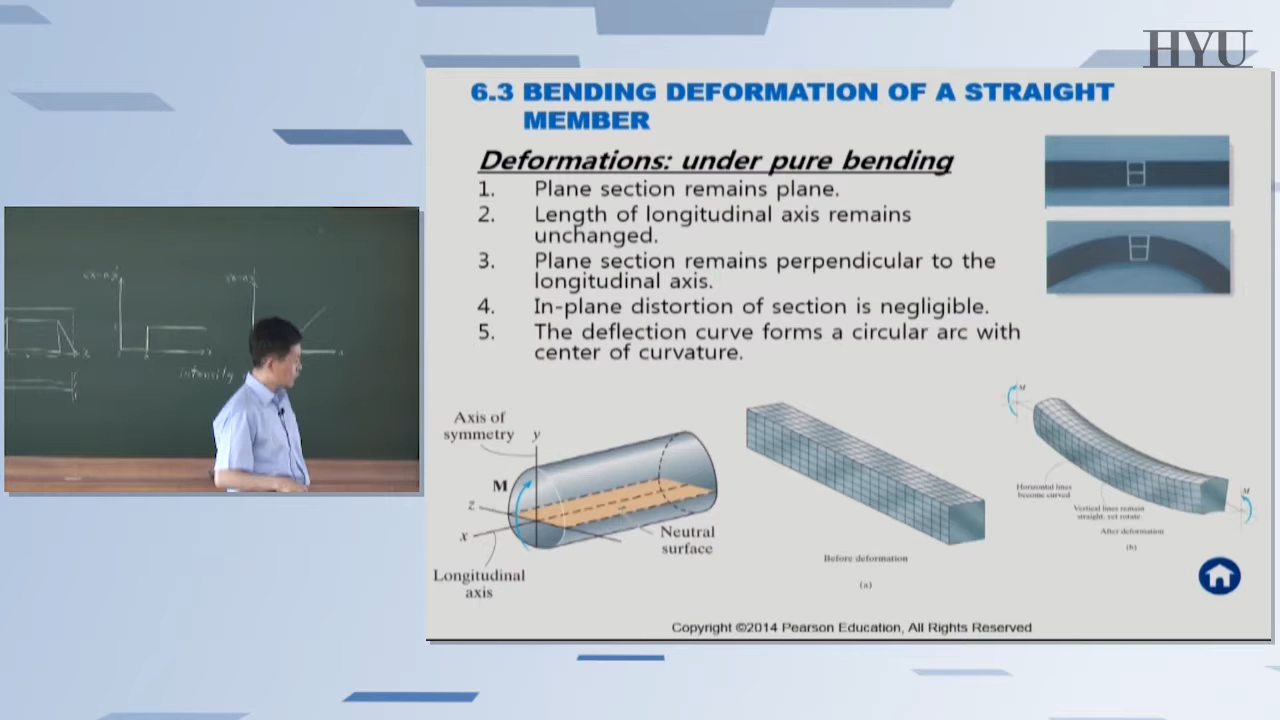 HYU
6.3 BENDING DEFORMATION OF A STRAIGHT
MEMBER
Deformations: under pure bending
1. Plane section remains plane.
2. Length of longitudinal axis remains
unchanged.
3. Plane section remains perpendicular to the
longitudinal axis.
4. In-plane distortion of section is negligible.
5. The deflection curve forms a circular arc with
center of curvature.
Axis of
symmetry
y
M
z
x
Longitudinal
axis
Neutral
surface
Before deformation
(a)
M
Horizontal lines
become curved
Vertical lines remain
straight, yet rotate
After deformation
(b)
M
intensity
Copyright ©2014 Pearson Education, All Rights Reserved